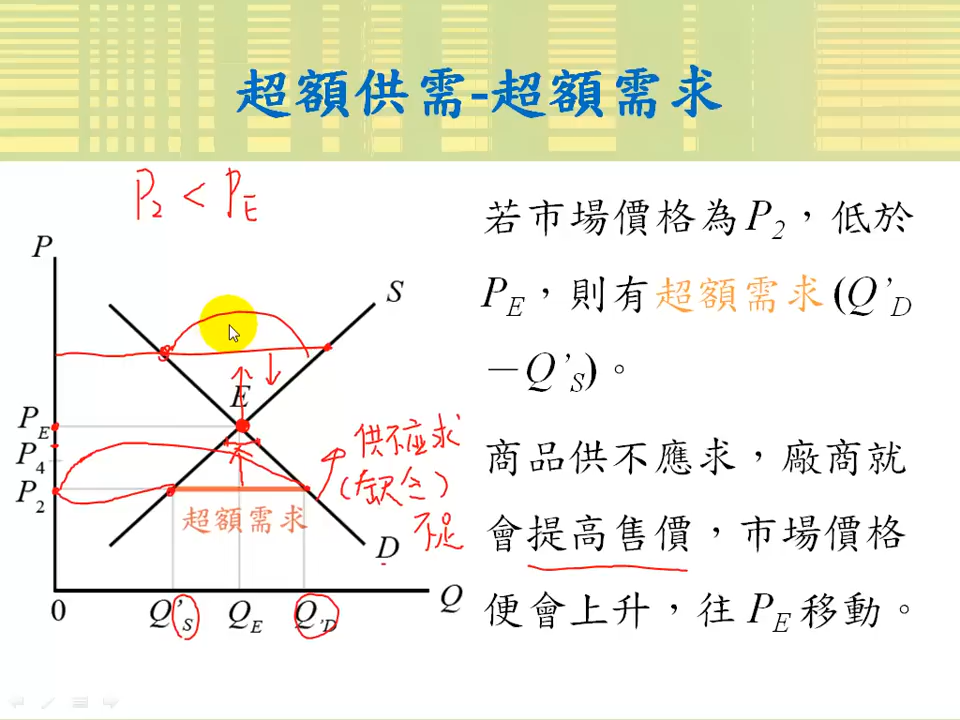 超額供需-超額需求
P₂ < P_E
若市場價格為P₂，低於
P_E，則有超額需求(Q’_D
－Q’_S)。
商品供不應求，廠商就
會提高售價，市場價格
便會上升，往P_E移動。
P
S
E
P_E
P₄
P₂
供不應求
不足
超額需求
D
0
Q’_S
Q_E
Q’_D
Q